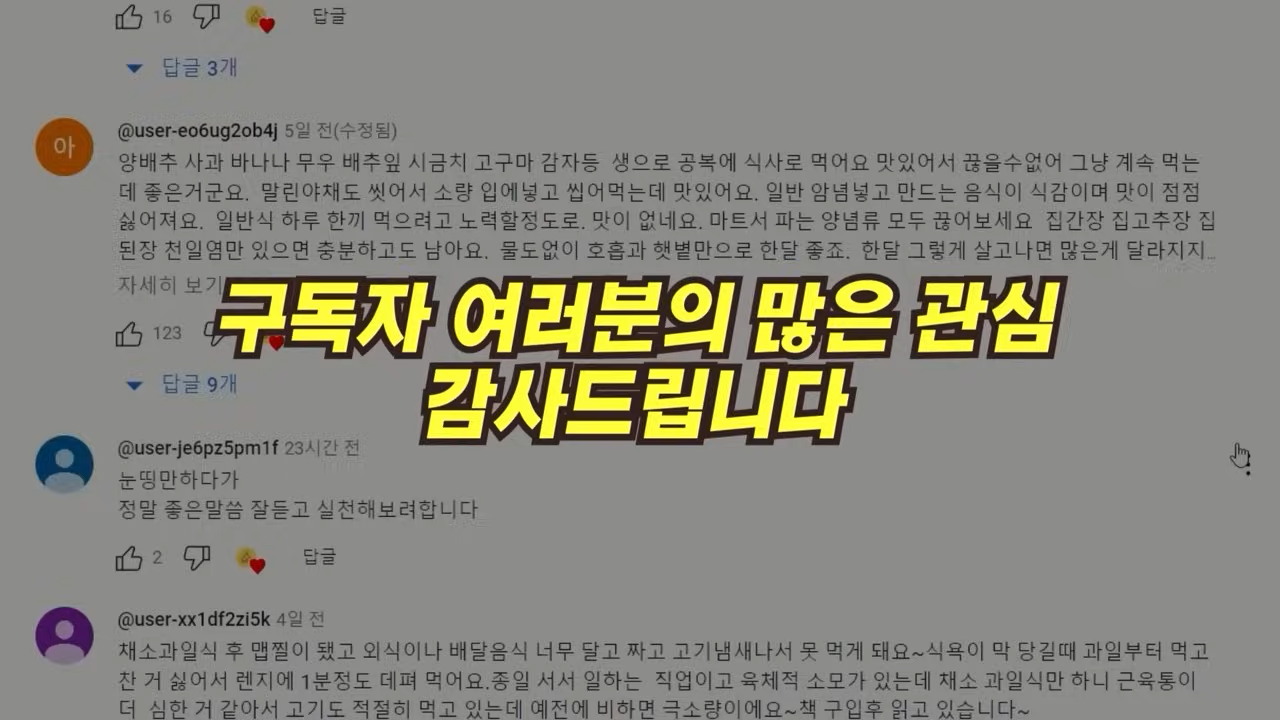 16 답글
답글 3개
아
@user-eo6ug2ob4j 5일 전(수정됨)
양배추 사과 바나나 무우 배추잎 시금치 고구마 감자등 생으로 공복에 식사로 먹어요 맛있어서 끊을수없어 그냥 계속 먹는
데 좋은거군요. 말린야채도 씻어서 소량 입에넣고 씹어먹는데 맛있어요. 일반 암념넣고 만드는 음식이 식감이며 맛이 점점
싫어져요. 일반식 하루 한끼 먹으려고 노력할정도로. 맛이 없네요. 마트서 파는 양념류 모두 끊어보세요 집간장 집고추장 집
된장 천일염만 있으면 충분하고도 남아요. 물도없이 호흡과 햇볕만으로 한달 좋죠. 한달 그렇게 살고나면 많은게 달라지지...
자세히 보기
구독자 여러분의 많은 관심
123
감사드립니다
답글 9개
@user-je6pz5pm1f 23시간 전
눈띵만하다가
정말 좋은말씀 잘듣고 실천해보려합니다
2 답글
@user-xx1df2zi5k 4일 전
채소과일식 후 맵찔이 됐고 외식이나 배달음식 너무 달고 짜고 고기냄새나서 못 먹게 돼요~식욕이 막 당길때 과일부터 먹고
찬 거 싫어서 렌지에 1분정도 데펴 먹어요.종일 서서 일하는 직업이고 육체적 소모가 있는데 채소 과일식만 하니 근육통이
더 심한 거 같아서 고기도 적절히 먹고 있는데 예전에 비하면 극소량이에요~책 구입후 읽고 있습니다~